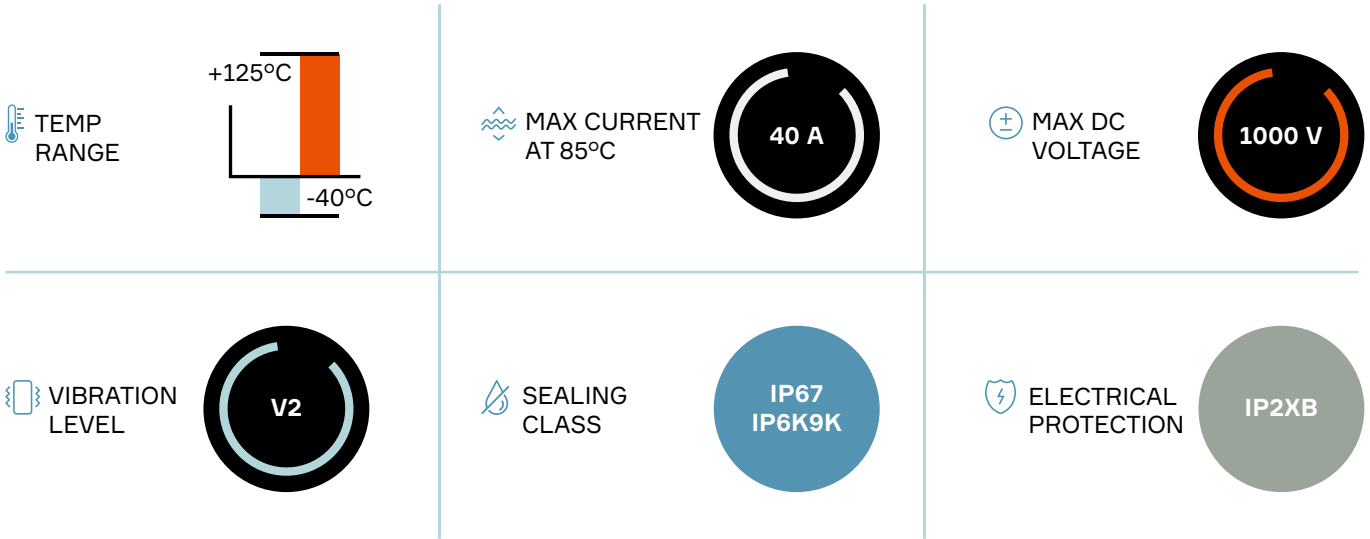 TEMP
RANGE
+125ºC
-40ºC
MAX CURRENT
AT 85ºC
40 A
MAX DC
VOLTAGE
1000 V
VIBRATION
LEVEL
V2
SEALING
CLASS
IP67
IP6K9K
ELECTRICAL
PROTECTION
IP2XB